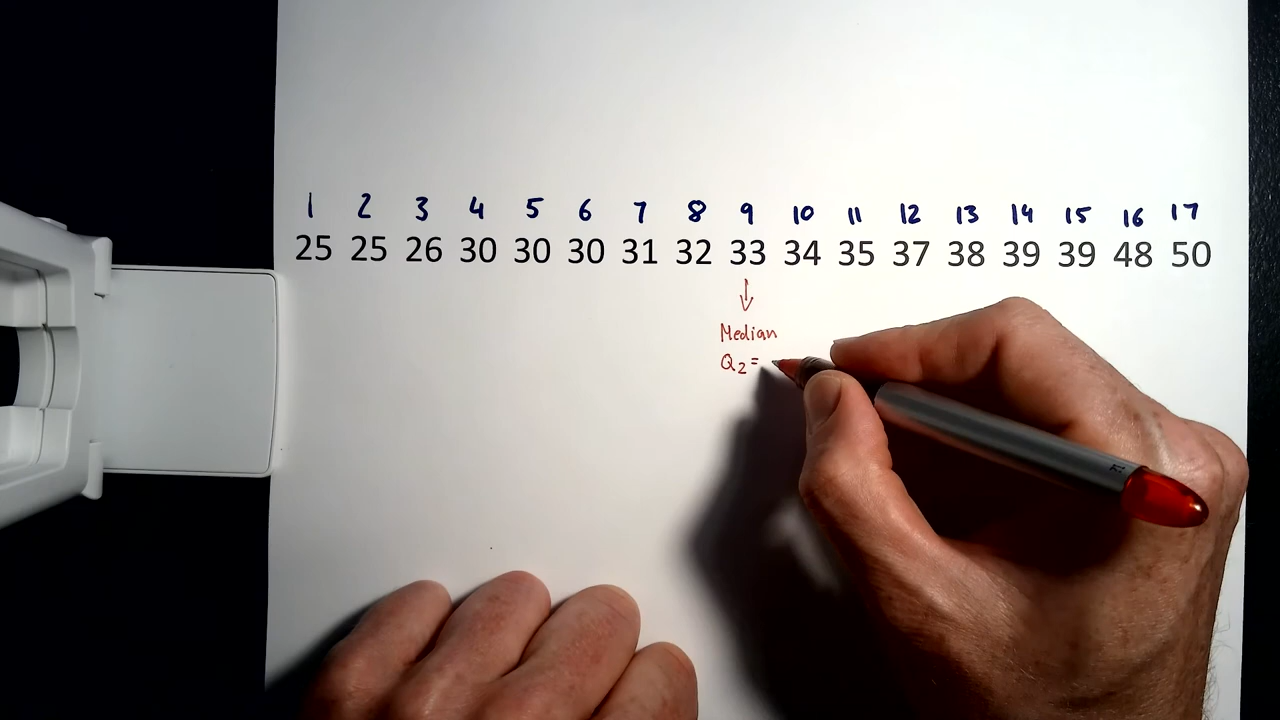 1 2 3 4 5 6 7 8 9 10 11 12 13 14 15 16 17
25 25 26 30 30 30 31 32 33 34 35 37 38 39 39 48 50
Median
Q2=